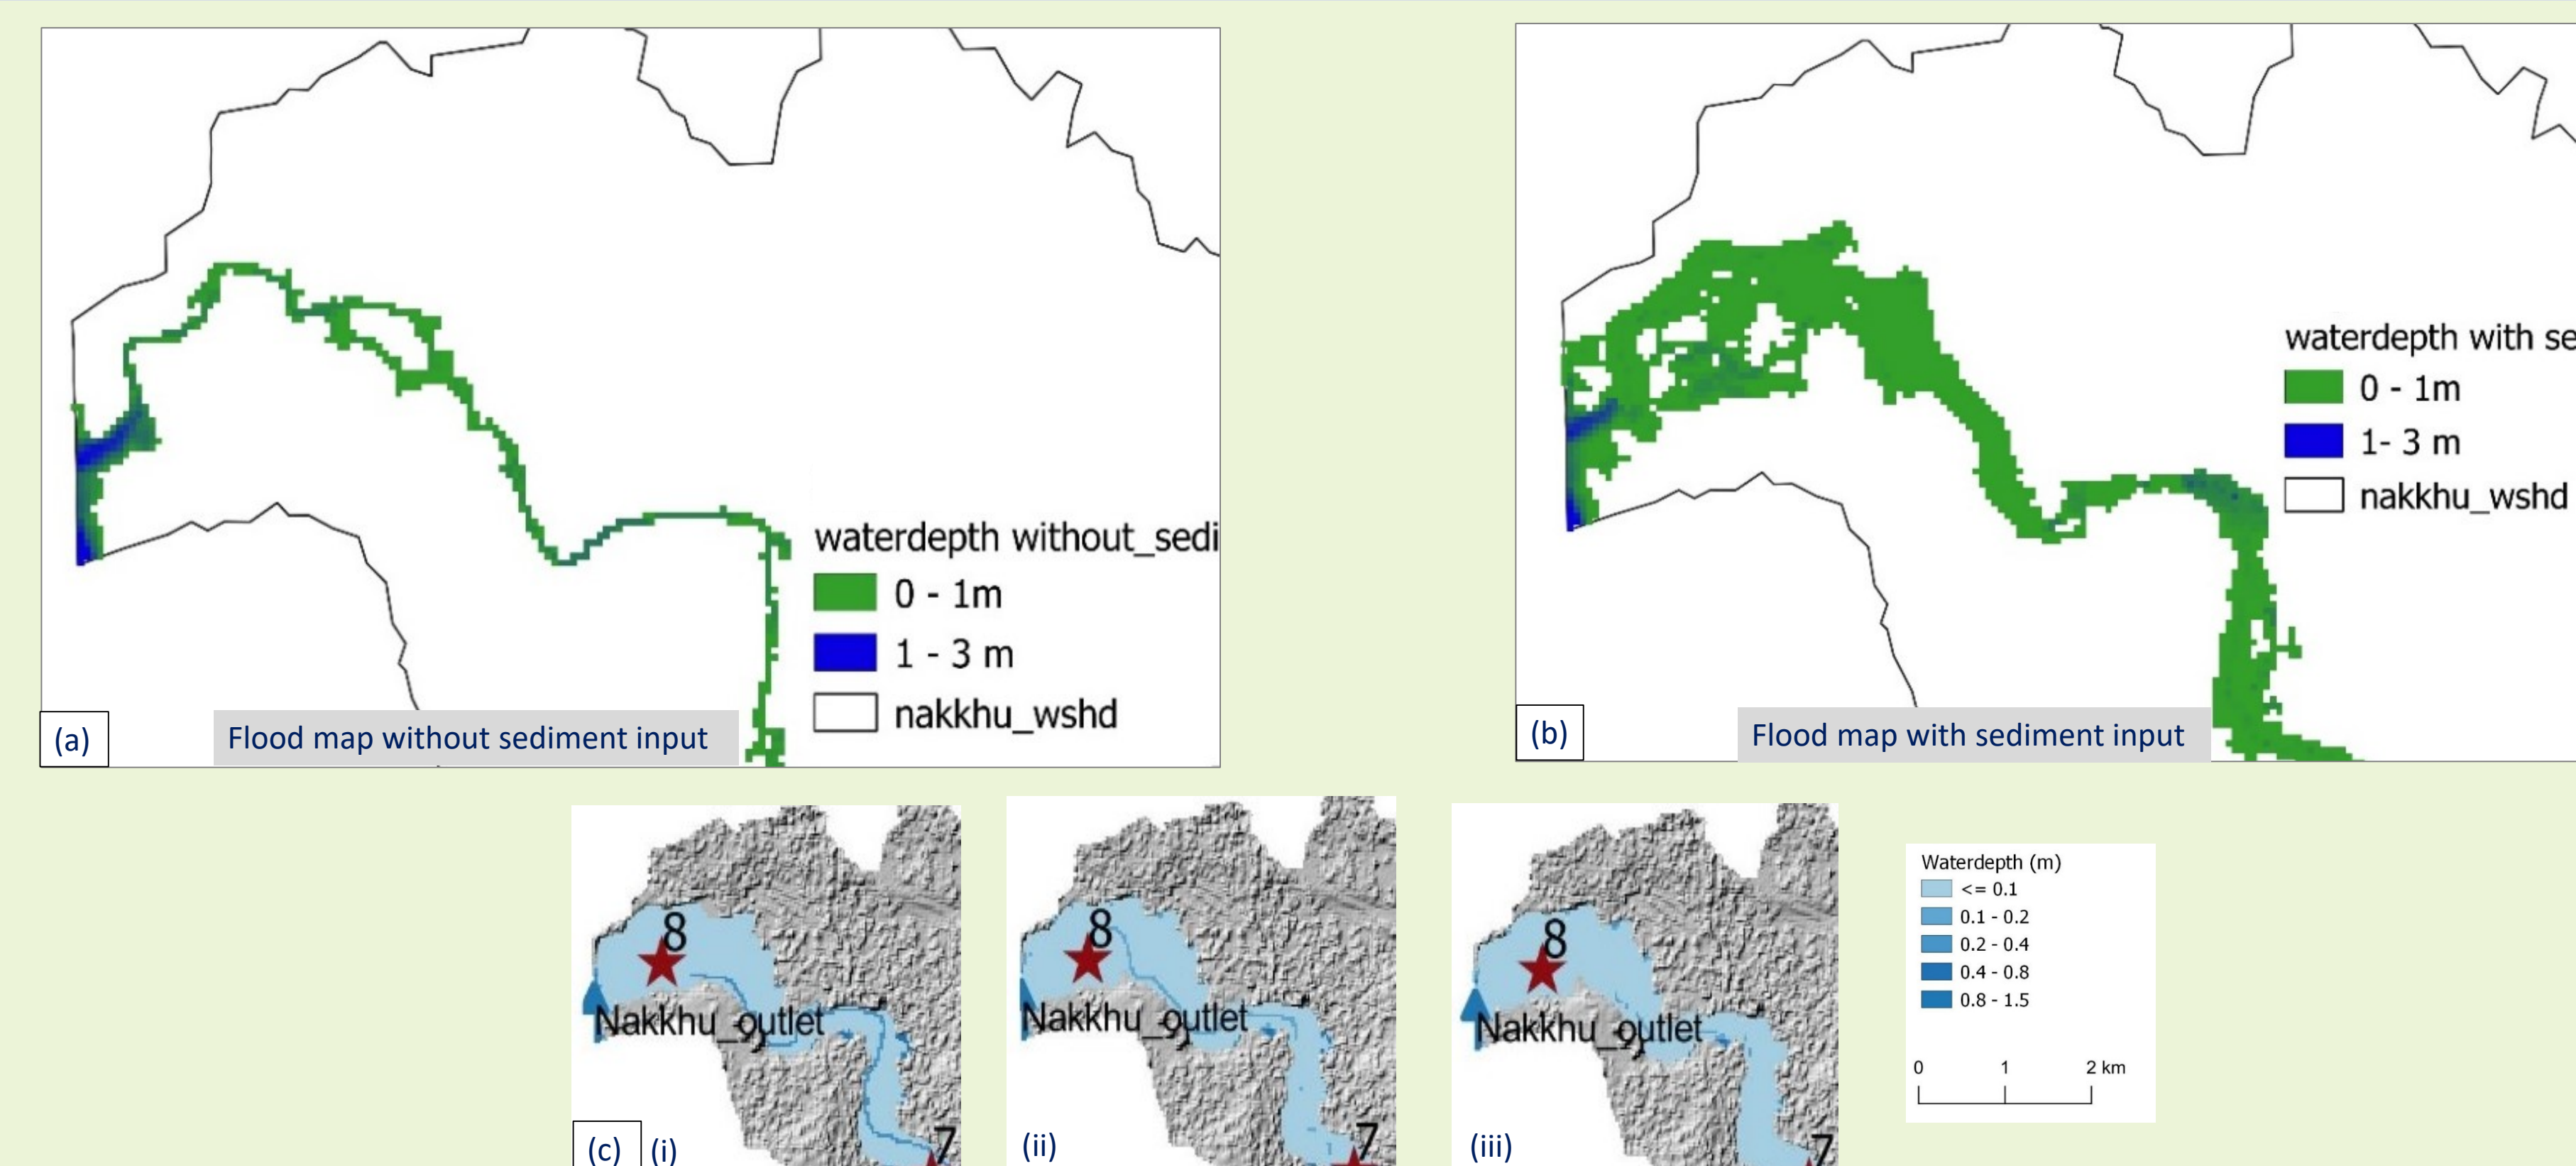 waterdepth without_sedi
0 - 1m
1 - 3 m
nakkhu_wshd
(a)
Flood map without sediment input
waterdepth with se
0 - 1m
1- 3 m
nakkhu_wshd
(b)
Flood map with sediment input
8
Nakkhu_outlet
7
(c) (i)
8
Nakkhu_outlet
7
(ii)
8
Nakkhu_outlet
7
(iii)
Waterdepth (m)
<= 0.1
0.1 - 0.2
0.2 - 0.4
0.4 - 0.8
0.8 - 1.5
0 1 2 km